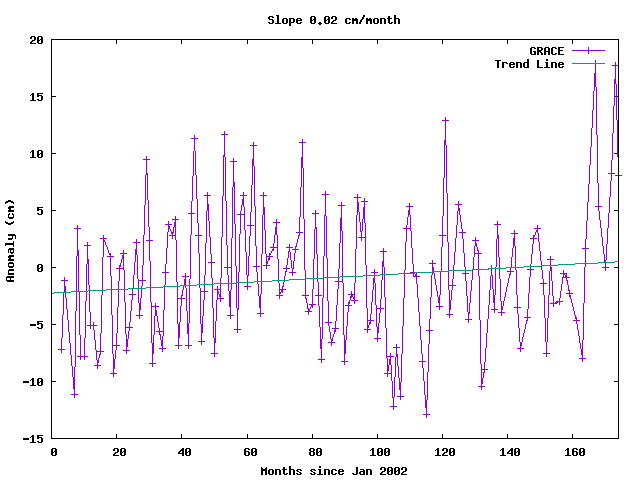 Slope 0.02 cm/month
20
GRACE
Trend Line
15
10
5
0
-5
-10
-15
Anomaly (cm)
0 20 40 60 80 100 120 140 160
Months since Jan 2002